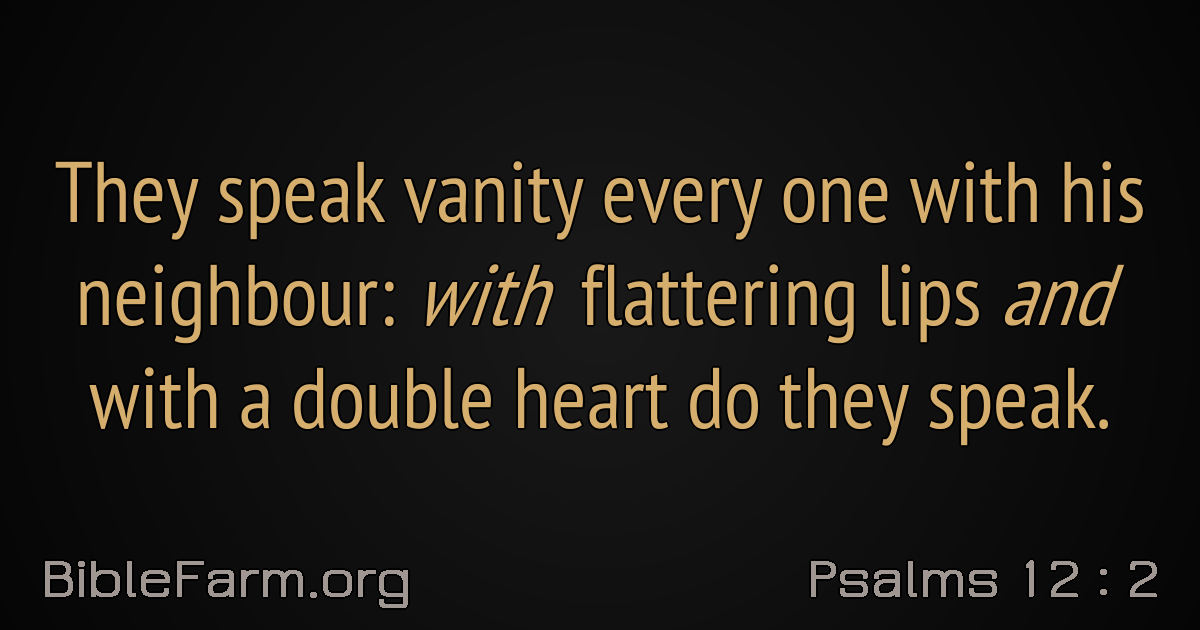 They speak vanity every one with his
neighbour: with flattering lips and
with a double heart do they speak.
BibleFarm.org
Psalms 12 : 2